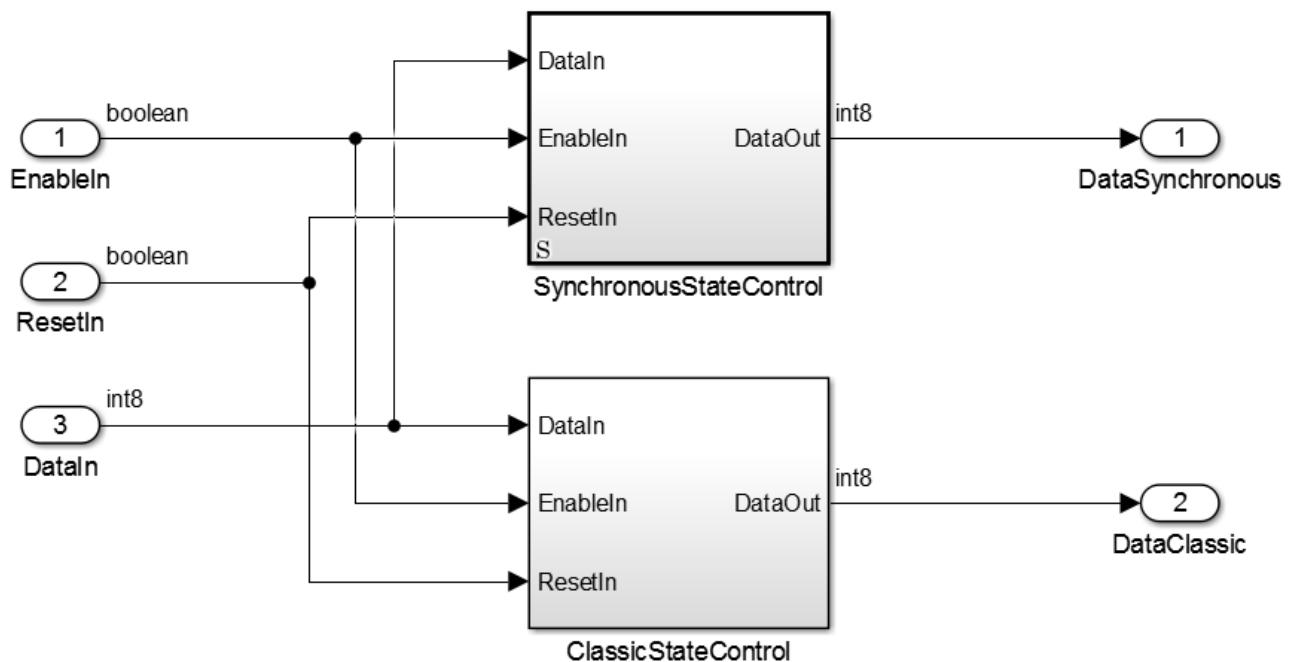 boolean
1
EnableIn
boolean
2
ResetIn
int8
3
DataIn
DataIn
EnableIn
DataOut
ResetIn
S
SynchronousStateControl
int8
1
DataSynchronous
DataIn
EnableIn
DataOut
ResetIn
ClassicStateControl
int8
2
DataClassic